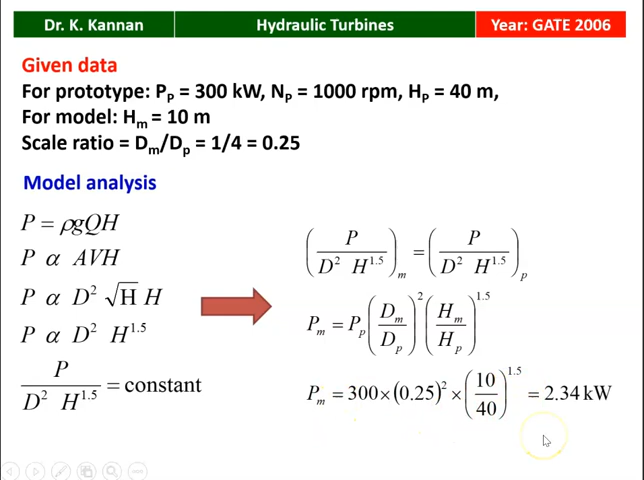 Dr. K. Kannan Hydraulic Turbines Year: GATE 2006
Given data
For prototype: P_P = 300 kW, N_P = 1000 rpm, H_P = 40 m,
For model: H_m = 10 m
Scale ratio = D_m/D_p = 1/4 = 0.25
Model analysis
P = ρgQH
P α AVH
P α D² √H H
P α D² H^1.5
P / (D² H^1.5) = constant
(P / (D² H^1.5))_m = (P / (D² H^1.5))_p
P_m = P_p (D_m / D_p)² (H_m / H_p)^1.5
P_m = 300 × (0.25)² × (10 / 40)^1.5 = 2.34 kW